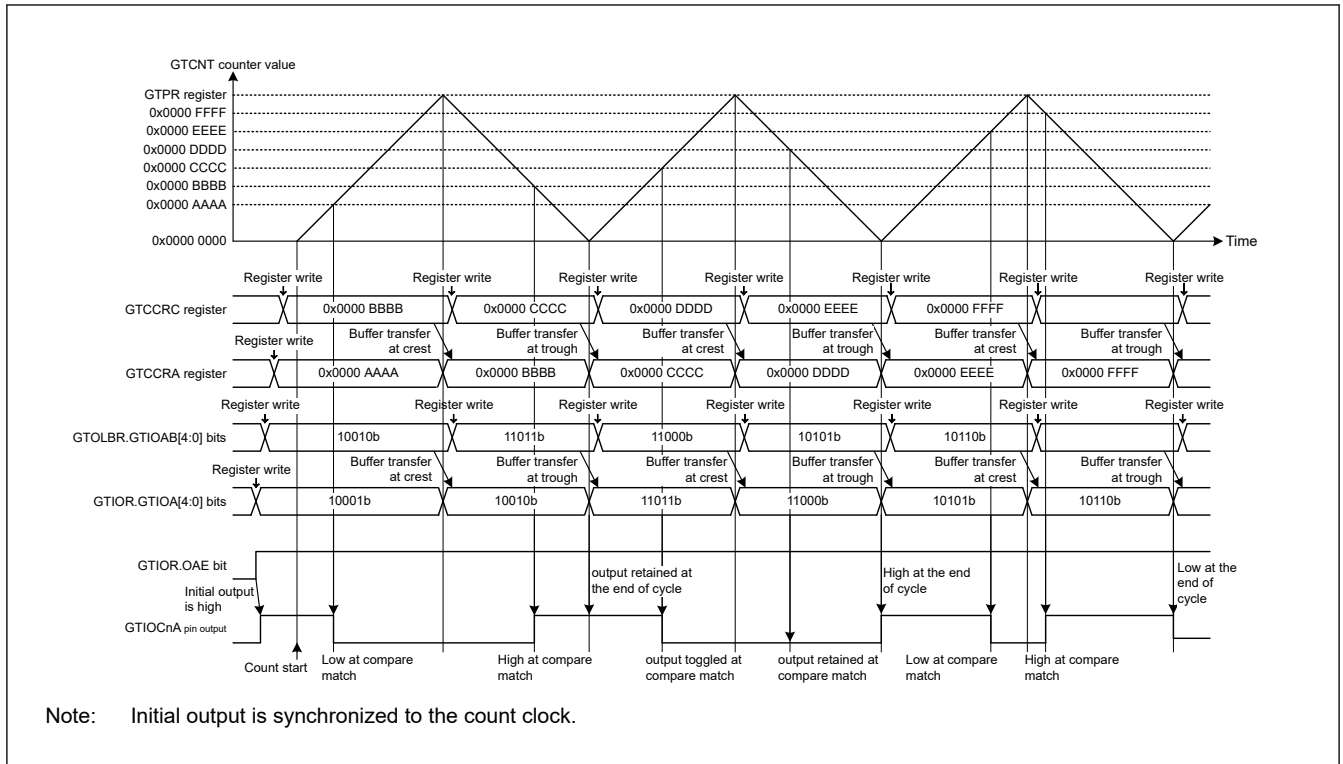 GTCNT counter value
GTPR register
0x0000 FFFF
0x0000 EEEE
0x0000 DDDD
0x0000 CCCC
0x0000 BBBB
0x0000 AAAA
0x0000 0000
Time
Register write Register write Register write Register write Register write Register write Register write
GTCCRC register 0x0000 BBBB 0x0000 CCCC 0x0000 DDDD 0x0000 EEEE 0x0000 FFFF
Register write
Buffer transfer at crest
Buffer transfer at trough
Buffer transfer at crest
Buffer transfer at trough
Buffer transfer at crest
Buffer transfer at trough
GTCCRA register 0x0000 AAAA 0x0000 BBBB 0x0000 CCCC 0x0000 DDDD 0x0000 EEEE 0x0000 FFFF
Register write Register write Register write Register write Register write Register write Register write
GTOLBR.GTIOAB[4:0] bits 10010b 11011b 11000b 10101b 10110b
Register write
Buffer transfer at crest
Buffer transfer at trough
Buffer transfer at crest
Buffer transfer at trough
Buffer transfer at crest
Buffer transfer at trough
GTIOR.GTIOA[4:0] bits 10001b 10010b 11011b 11000b 10101b 10110b
GTIOR.OAE bit
Initial output
is high
output retained at
the end of cycle
High at the end
of cycle
Low at the
end of
cycle
GTIOCnA pin output
Count start
Low at compare
match
High at compare
match
output toggled at
compare match
output retained at
compare match
Low at compare
match
High at compare
match
Note: Initial output is synchronized to the count clock.